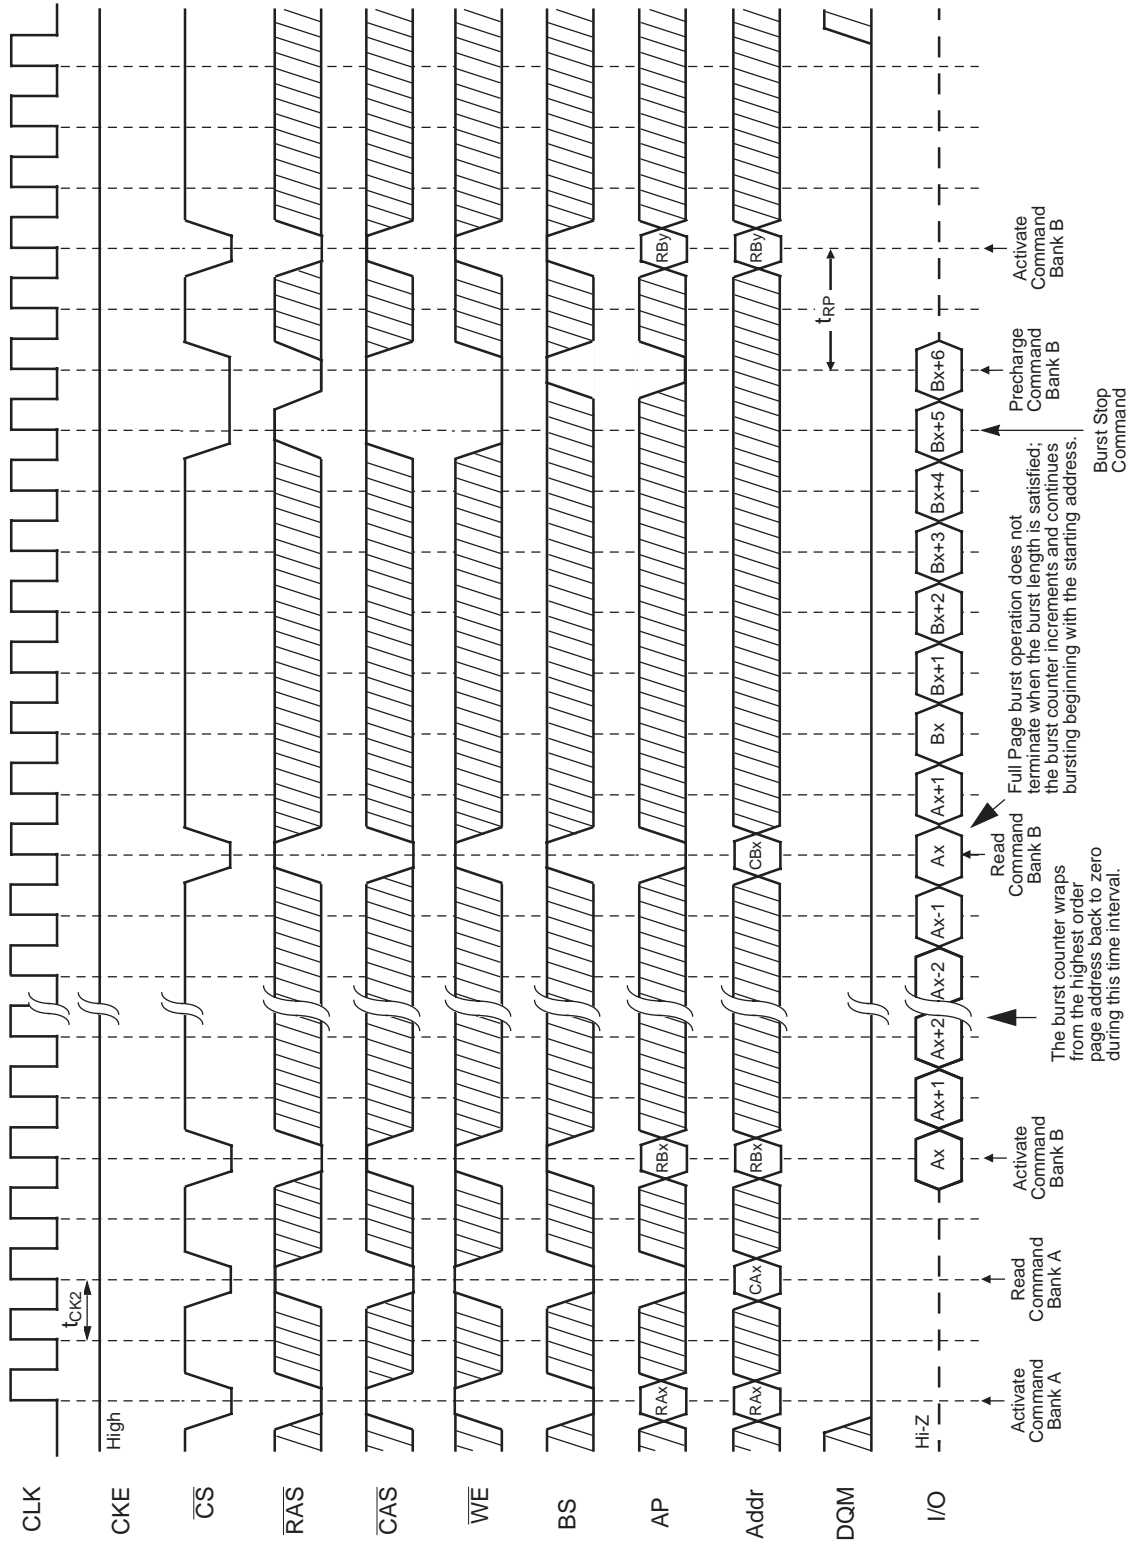 CLK
t CK2
CKE
High
CS
RAS
CAS
WE
BS
AP
RAx
RBx
RBy
Addr
RAx
CAx
RBx
CBx
RBy
DQM
t RP
I/O
Hi-Z
Ax
Ax+1
Ax+2
Ax-2
Ax-1
Ax
Ax+1
Bx
Bx+1
Bx+2
Bx+3
Bx+4
Bx+5
Bx+6
Activate
Command
Bank A
Read
Command
Bank A
Activate
Command
Bank B
The burst counter wraps
from the highest order
page address back to zero
during this time interval.
Read
Command
Bank B
Full Page burst operation does not
terminate when the burst length is satisfied;
the burst counter increments and continues
bursting beginning with the starting address.
Burst Stop
Command
Precharge
Command
Bank B
Activate
Command
Bank B